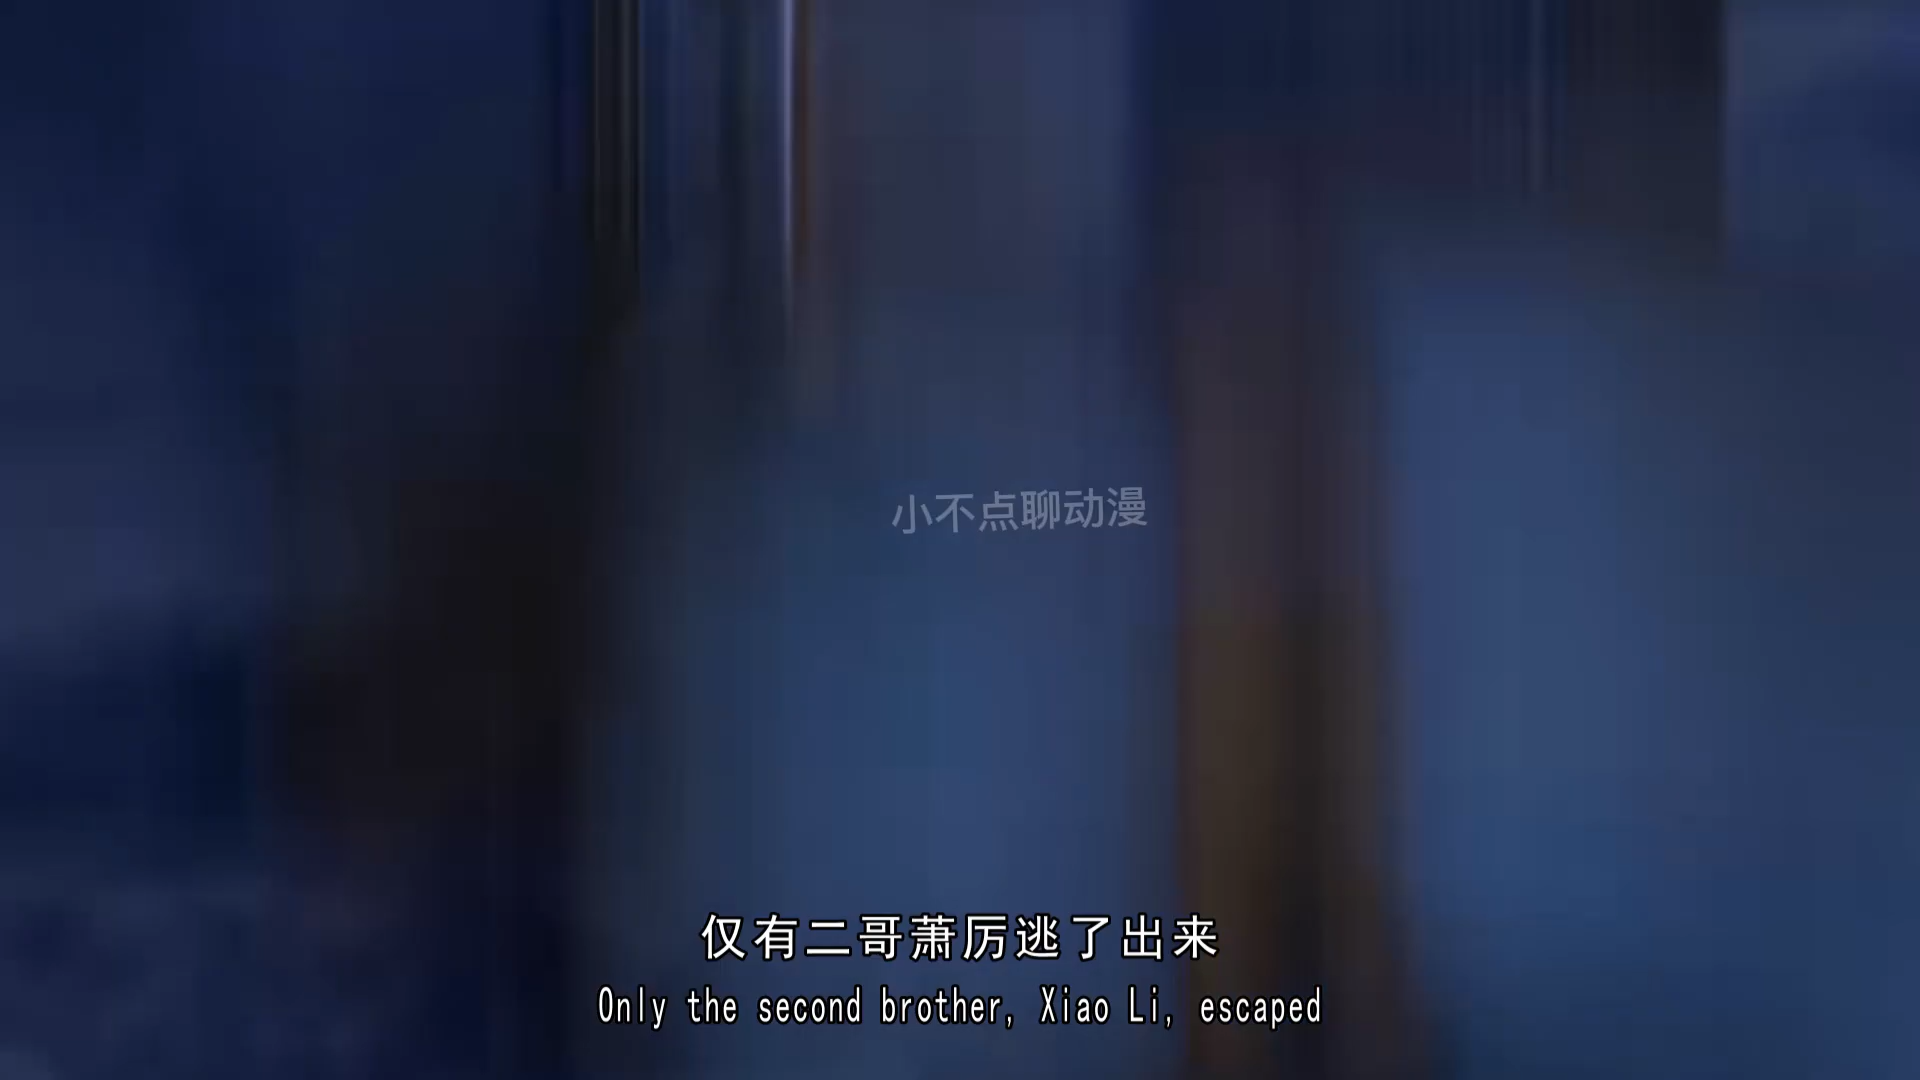 小不点聊动漫
仅有二哥萧厉逃了出来
Only the second brother, Xiao Li, escaped